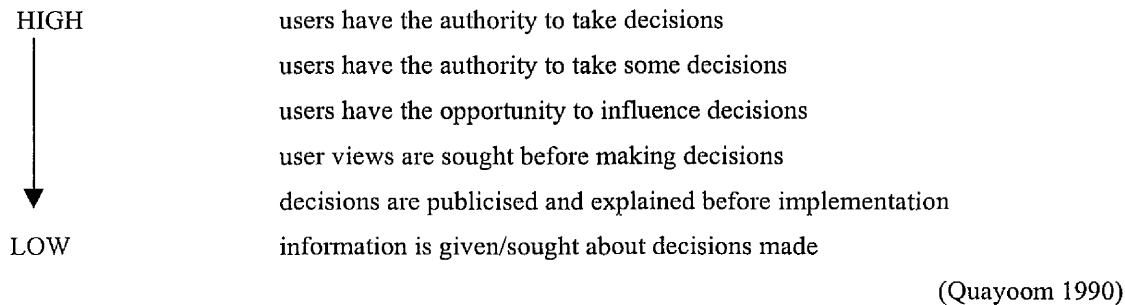 HIGH users have the authority to take decisions
users have the authority to take some decisions
users have the opportunity to influence decisions
user views are sought before making decisions
decisions are publicised and explained before implementation
LOW information is given/sought about decisions made
(Quayoom 1990)